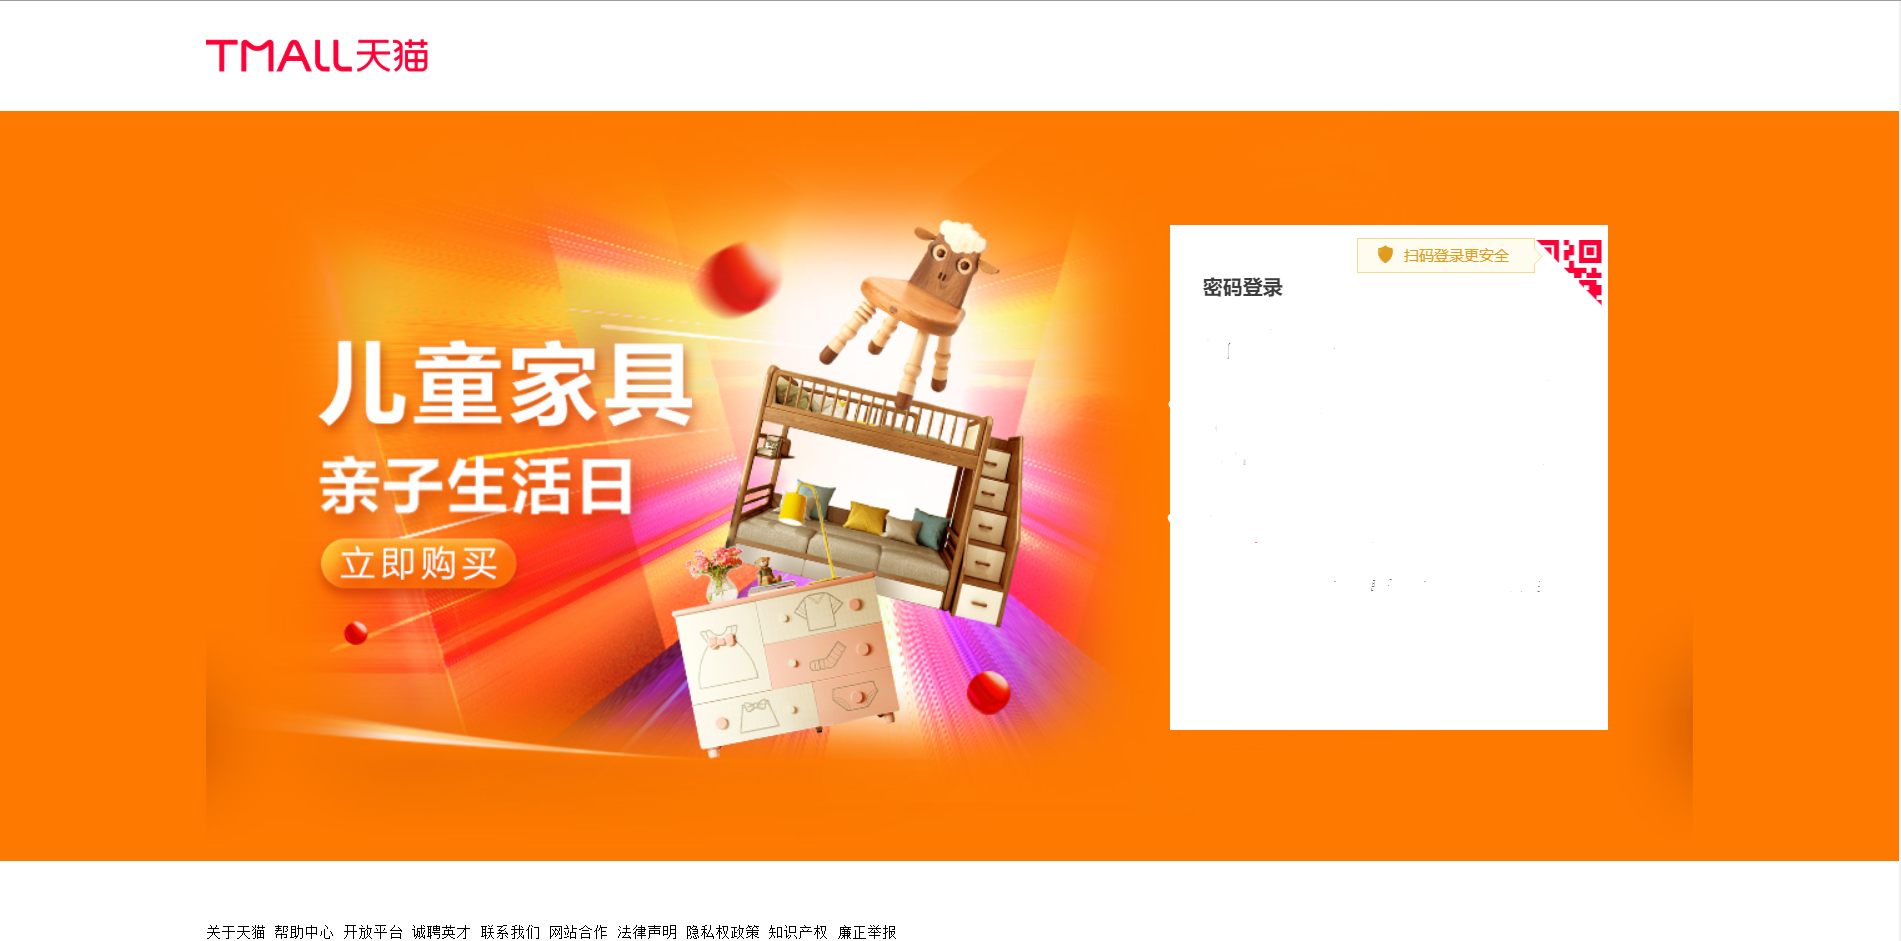 TMALL天猫
扫码登录更安全
密码登录
儿童家具
亲子生活日
立即购买
关于天猫 帮助中心 开放平台 诚聘英才 联系我们 网站合作 法律声明 隐私权政策 知识产权 廉正举报